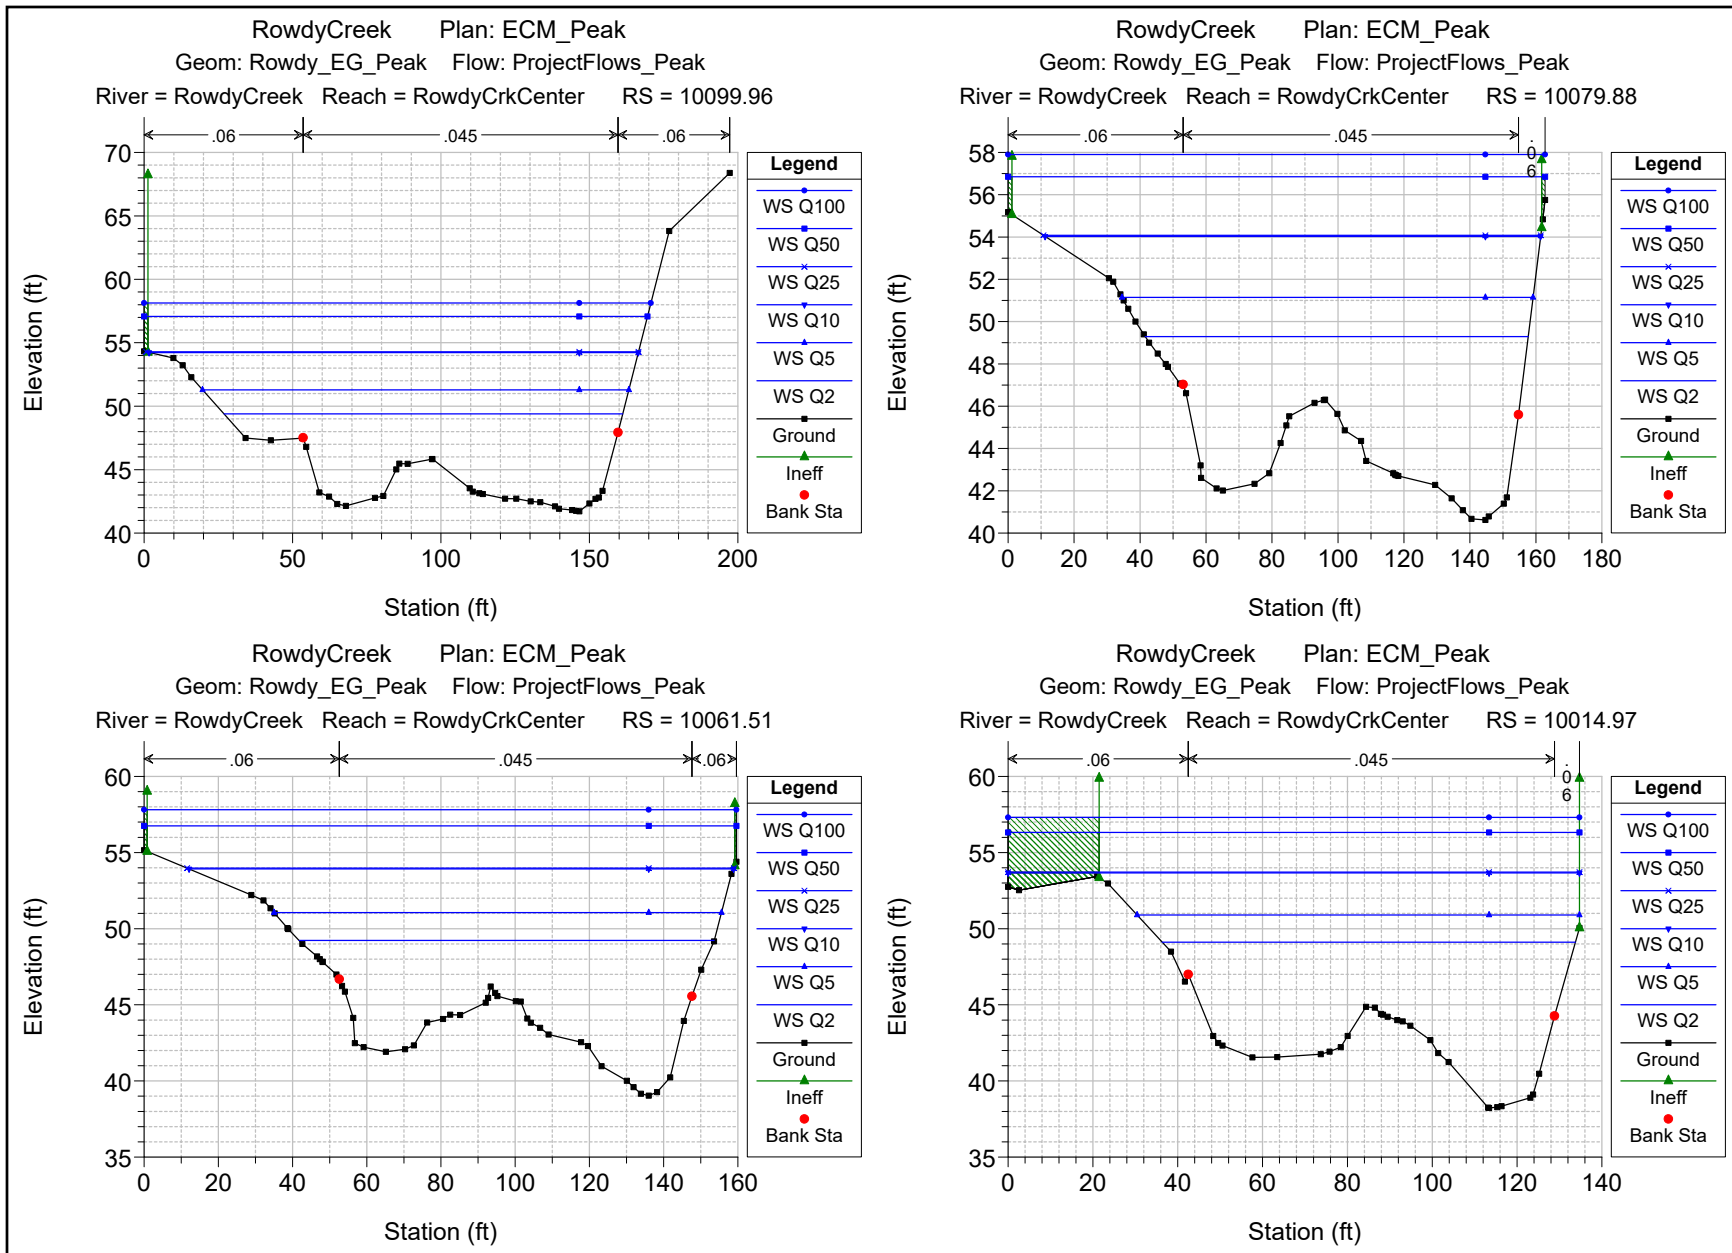 RowdyCreek Plan: ECM_Peak
Geom: Rowdy_EG_Peak Flow: ProjectFlows_Peak
River = RowdyCreek Reach = RowdyCrkCenter RS = 10099.96
.06 .045 .06
70
65
60
55
50
45
40
0 50 100 150 200
Elevation (ft)
Station (ft)
Legend
WS Q100
WS Q50
WS Q25
WS Q10
WS Q5
WS Q2
Ground
Ineff
Bank Sta
RowdyCreek Plan: ECM_Peak
Geom: Rowdy_EG_Peak Flow: ProjectFlows_Peak
River = RowdyCreek Reach = RowdyCrkCenter RS = 10079.88
.06 .045 .06
58
56
54
52
50
48
46
44
42
40
0 20 40 60 80 100 120 140 160 180
Elevation (ft)
Station (ft)
Legend
WS Q100
WS Q50
WS Q25
WS Q10
WS Q5
WS Q2
Ground
Ineff
Bank Sta
RowdyCreek Plan: ECM_Peak
Geom: Rowdy_EG_Peak Flow: ProjectFlows_Peak
River = RowdyCreek Reach = RowdyCrkCenter RS = 10061.51
.06 .045 .06
60
55
50
45
40
35
0 20 40 60 80 100 120 140 160
Elevation (ft)
Station (ft)
Legend
WS Q100
WS Q50
WS Q25
WS Q10
WS Q5
WS Q2
Ground
Ineff
Bank Sta
RowdyCreek Plan: ECM_Peak
Geom: Rowdy_EG_Peak Flow: ProjectFlows_Peak
River = RowdyCreek Reach = RowdyCrkCenter RS = 10014.97
.06 .045 .06
60
55
50
45
40
35
0 20 40 60 80 100 120 140
Elevation (ft)
Station (ft)
Legend
WS Q100
WS Q50
WS Q25
WS Q10
WS Q5
WS Q2
Ground
Ineff
Bank Sta